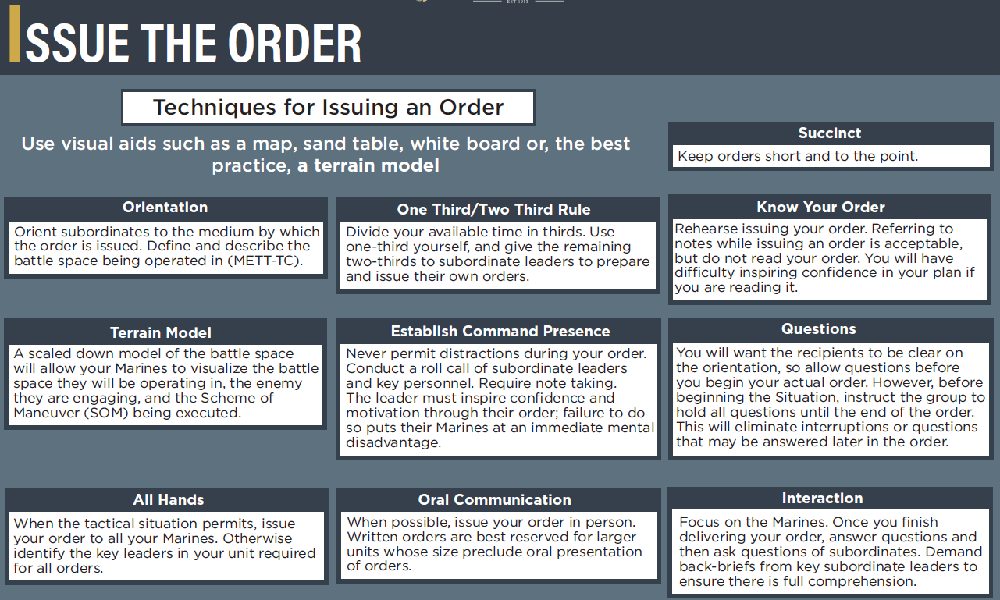 EST 1913
ISSUE THE ORDER
Techniques for Issuing an Order
Use visual aids such as a map, sand table, white board or, the best
practice, a terrain model
Succinct
Keep orders short and to the point.
Orientation
Orient subordinates to the medium by which
the order is issued. Define and describe the
battle space being operated in (METT-TC).
One Third/Two Third Rule
Divide your available time in thirds. Use
one-third yourself, and give the remaining
two-thirds to subordinate leaders to prepare
and issue their own orders.
Know Your Order
Rehearse issuing your order. Referring to
notes while issuing an order is acceptable,
but do not read your order. You will have
difficulty inspiring confidence in your plan if
you are reading it.
Terrain Model
A scaled down model of the battle space
will allow your Marines to visualize the battle
space they will be operating in, the enemy
they are engaging, and the Scheme of
Maneuver (SOM) being executed.
Establish Command Presence
Never permit distractions during your order.
Conduct a roll call of subordinate leaders
and key personnel. Require note taking.
The leader must inspire confidence and
motivation through their order; failure to do
so puts their Marines at an immediate mental
disadvantage.
Questions
You will want the recipients to be clear on
the orientation, so allow questions before
you begin your actual order. However, before
beginning the Situation, instruct the group to
hold all questions until the end of the order.
This will eliminate interruptions or questions
that may be answered later in the order.
All Hands
When the tactical situation permits, issue
your order to all your Marines. Otherwise
identify the key leaders in your unit required
for all orders.
Oral Communication
When possible, issue your order in person.
Written orders are best reserved for larger
units whose size preclude oral presentation
of orders.
Interaction
Focus on the Marines. Once you finish
delivering your order, answer questions and
then ask questions of subordinates. Demand
back-briefs from key subordinate leaders to
ensure there is full comprehension.